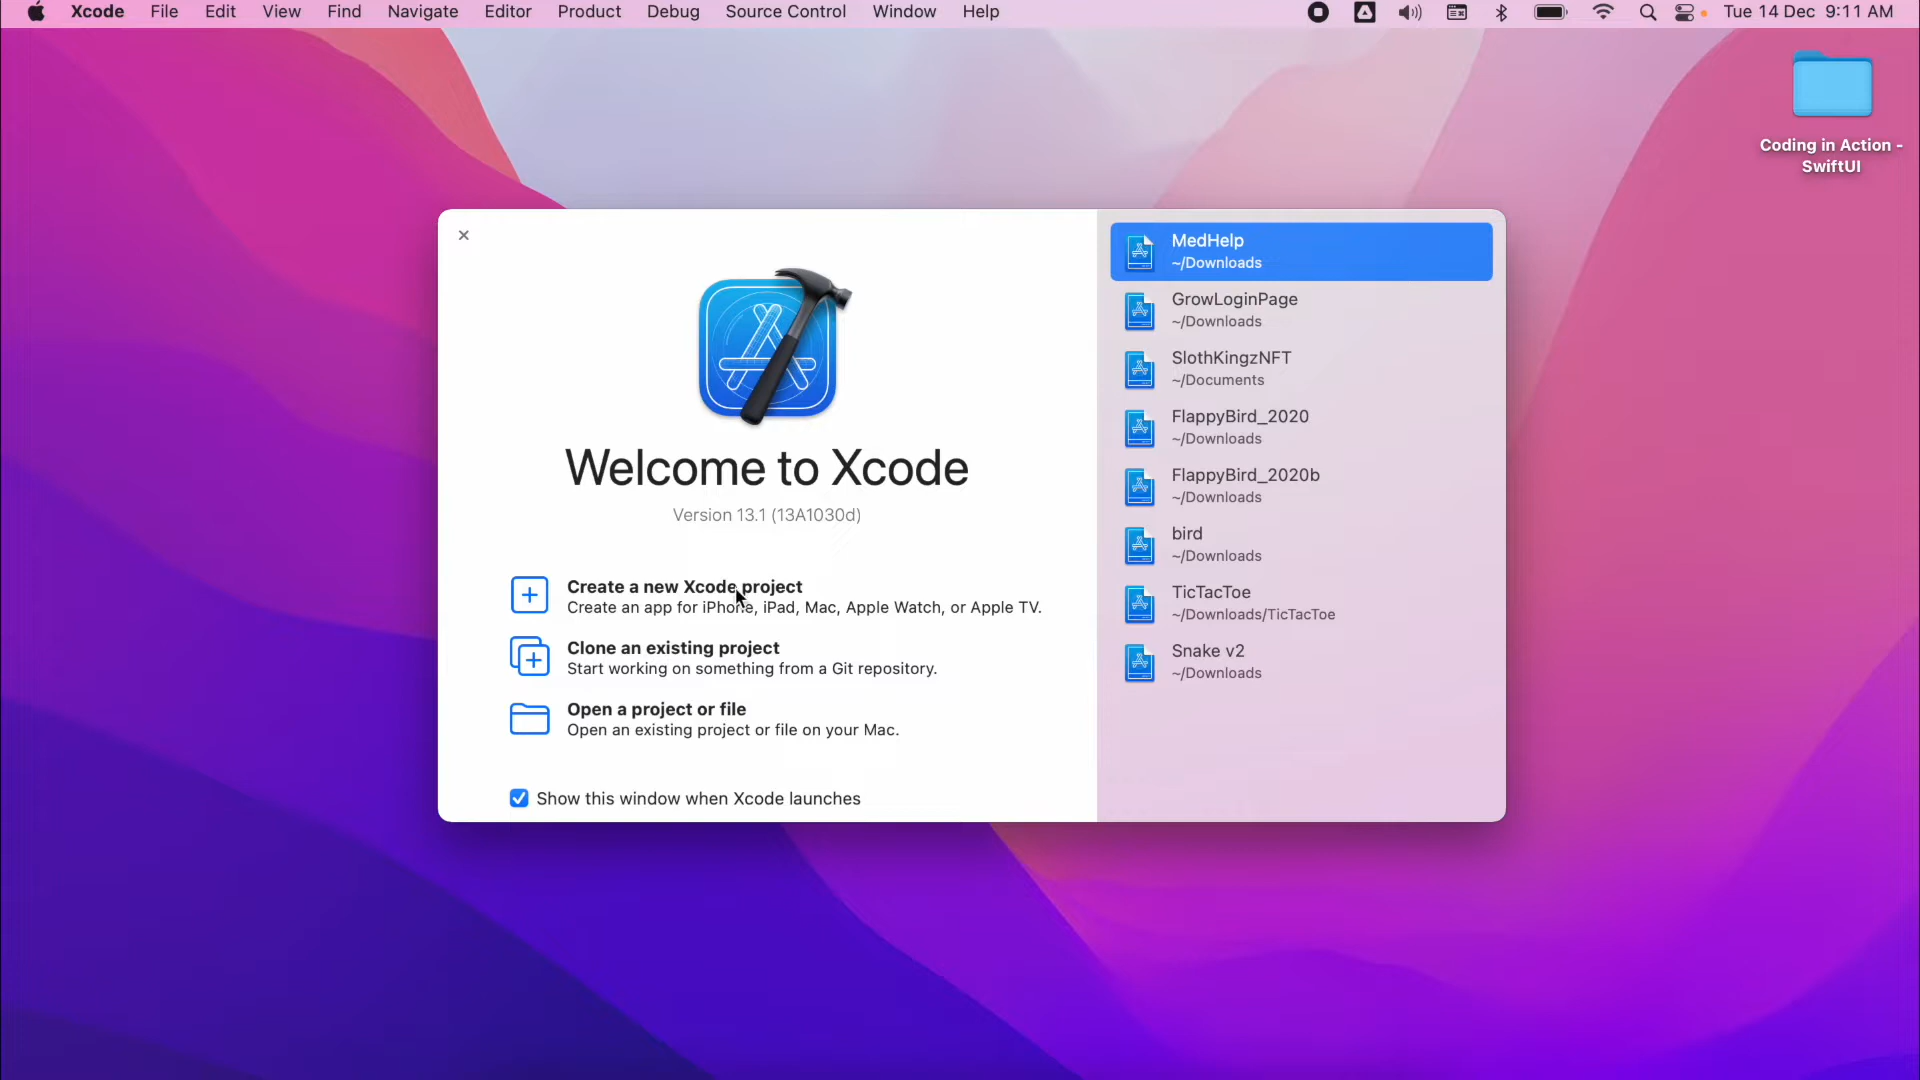 Xcode File Edit View Find Navigate Editor Product Debug Source Control Window Help Tue 14 Dec 9:11 AM
Coding in Action -
SwiftUI
Welcome to Xcode
Version 13.1 (13A1030d)
Create a new Xcode project
Create an app for iPhone, iPad, Mac, Apple Watch, or Apple TV.
Clone an existing project
Start working on something from a Git repository.
Open a project or file
Open an existing project or file on your Mac.
Show this window when Xcode launches
MedHelp
~/Downloads
GrowLoginPage
~/Downloads
SlothKingzNFT
~/Documents
FlappyBird_2020
~/Downloads
FlappyBird_2020b
~/Downloads
bird
~/Downloads
TicTacToe
~/Downloads/TicTacToe
Snake v2
~/Downloads